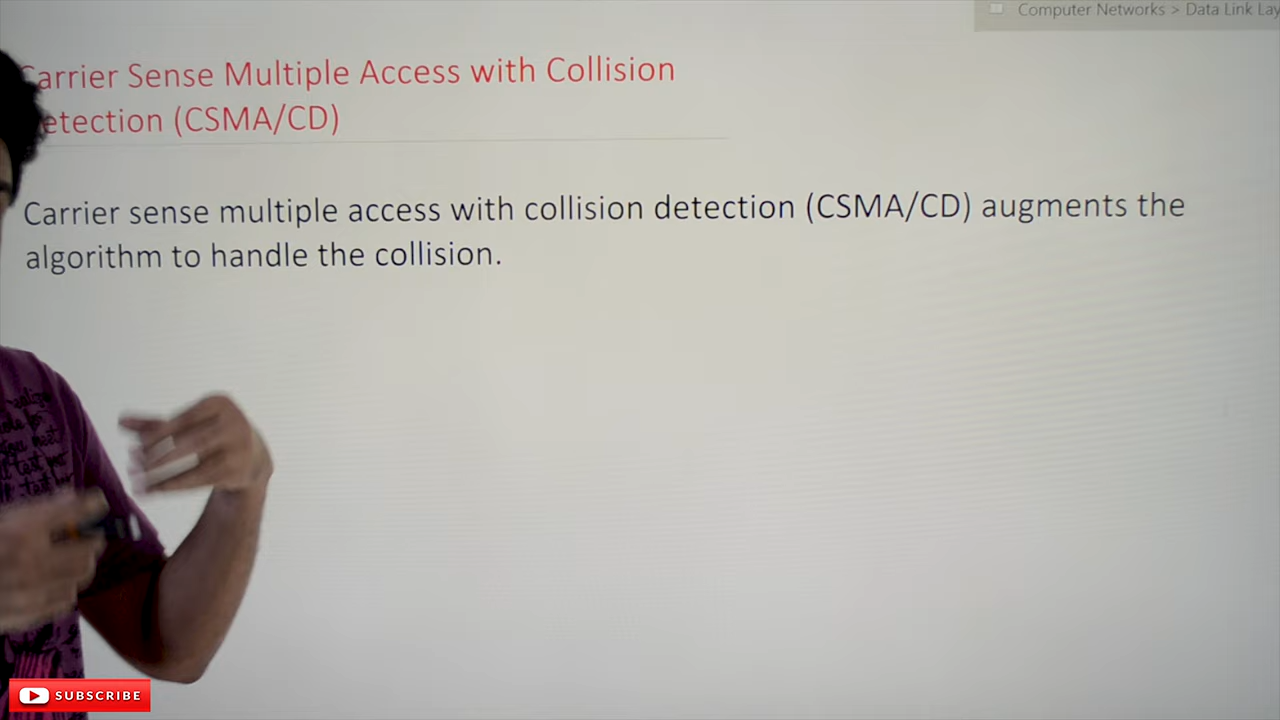 Computer Networks > Data Link Lay
Carrier Sense Multiple Access with Collision
Detection (CSMA/CD)
Carrier sense multiple access with collision detection (CSMA/CD) augments the
algorithm to handle the collision.
SUBSCRIBE